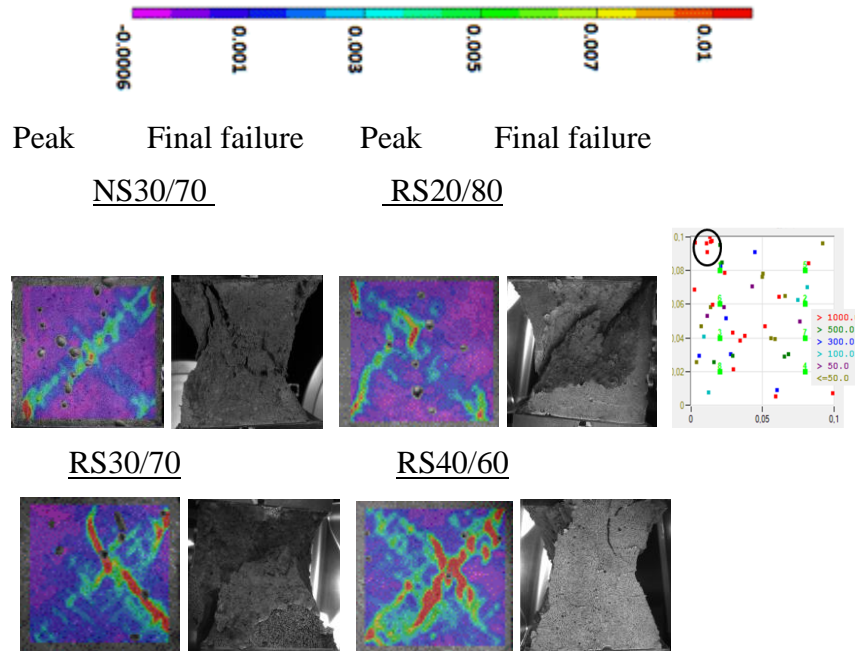 -0.0006 0.001 0.003 0.005 0.007 0.01
Peak Final failure Peak Final failure
NS30/70 RS20/80
0,1
0,08
0,06
0,04
0,02
0
0 0,05 0,1
> 1000.0
> 500.0
> 300.0
> 100.0
> 50.0
<=50.0
RS30/70 RS40/60